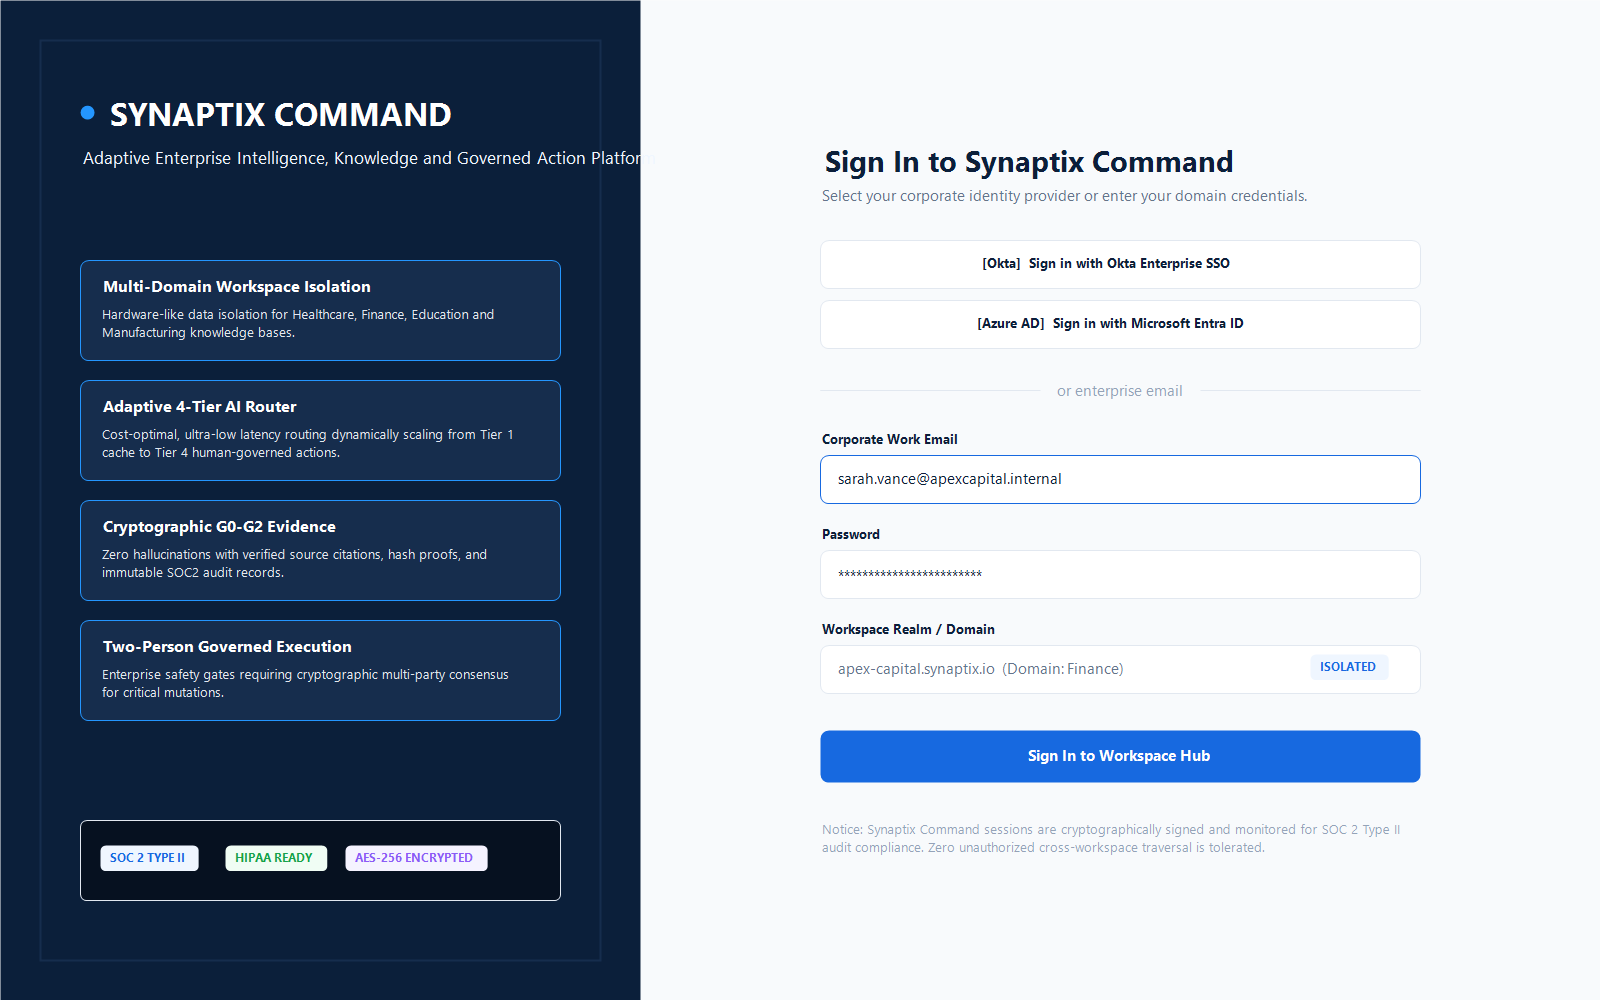 SYNAPTIX COMMAND
Adaptive Enterprise Intelligence, Knowledge and Governed Action Platform
Multi-Domain Workspace Isolation
Hardware-like data isolation for Healthcare, Finance, Education and
Manufacturing knowledge bases.
Adaptive 4-Tier AI Router
Cost-optimal, ultra-low latency routing dynamically scaling from Tier 1
cache to Tier 4 human-governed actions.
Cryptographic G0-G2 Evidence
Zero hallucinations with verified source citations, hash proofs, and
immutable SOC2 audit records.
Two-Person Governed Execution
Enterprise safety gates requiring cryptographic multi-party consensus
for critical mutations.
SOC 2 TYPE II
HIPAA READY
AES-256 ENCRYPTED
Sign In to Synaptix Command
Select your corporate identity provider or enter your domain credentials.
[Okta] Sign in with Okta Enterprise SSO
[Azure AD] Sign in with Microsoft Entra ID
or enterprise email
Corporate Work Email
sarah.vance@apexcapital.internal
Password
************************
Workspace Realm / Domain
apex-capital.synaptix.io (Domain: Finance)
ISOLATED
Sign In to Workspace Hub
Notice: Synaptix Command sessions are cryptographically signed and monitored for SOC 2 Type II
audit compliance. Zero unauthorized cross-workspace traversal is tolerated.